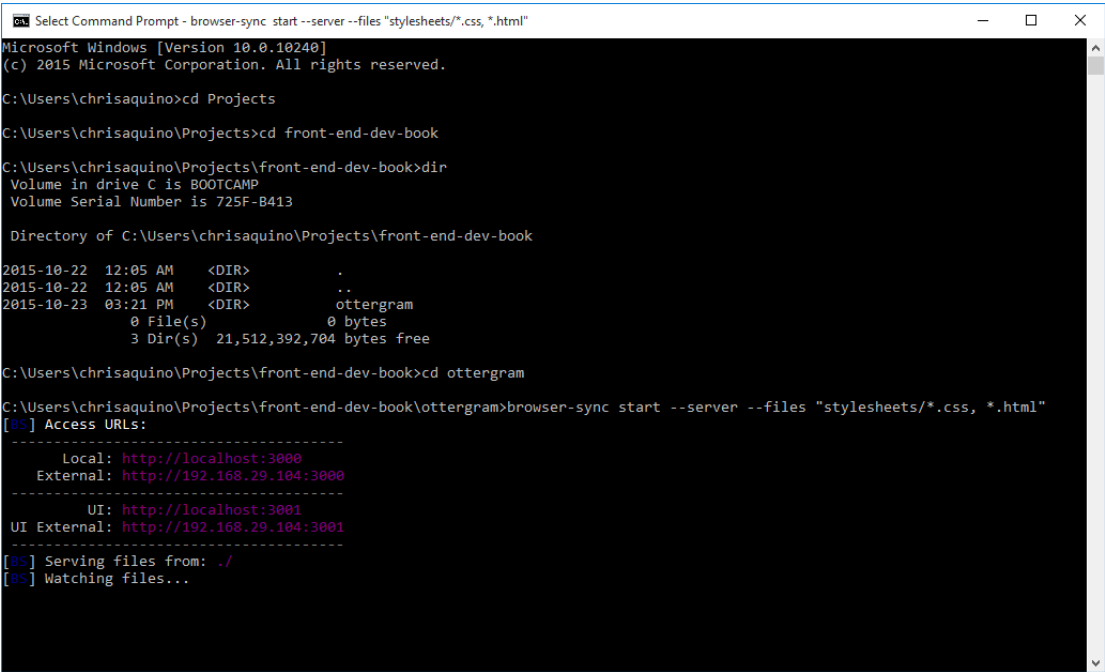 Select Command Prompt - browser-sync start --server --files "stylesheets/*.css, *.html"
Microsoft Windows [Version 10.0.10240]
(c) 2015 Microsoft Corporation. All rights reserved.
C:\Users\chrisaquino>cd Projects
C:\Users\chrisaquino\Projects>cd front-end-dev-book
C:\Users\chrisaquino\Projects\front-end-dev-book>dir
Volume in drive C is BOOTCAMP
Volume Serial Number is 725F-B413
Directory of C:\Users\chrisaquino\Projects\front-end-dev-book
2015-10-22  12:05 AM    <DIR>          .
2015-10-22  12:05 AM    <DIR>          ..
2015-10-23  03:21 PM    <DIR>          ottergram
0 File(s)              0 bytes
3 Dir(s)  21,512,392,704 bytes free
C:\Users\chrisaquino\Projects\front-end-dev-book>cd ottergram
C:\Users\chrisaquino\Projects\front-end-dev-book\ottergram>browser-sync start --server --files "stylesheets/*.css, *.html"
[BS] Access URLs:
---------------------------------------
Local: http://localhost:3000
External: http://192.168.29.104:3000
---------------------------------------
UI: http://localhost:3001
UI External: http://192.168.29.104:3001
---------------------------------------
[BS] Serving files from: ./
[BS] Watching files...